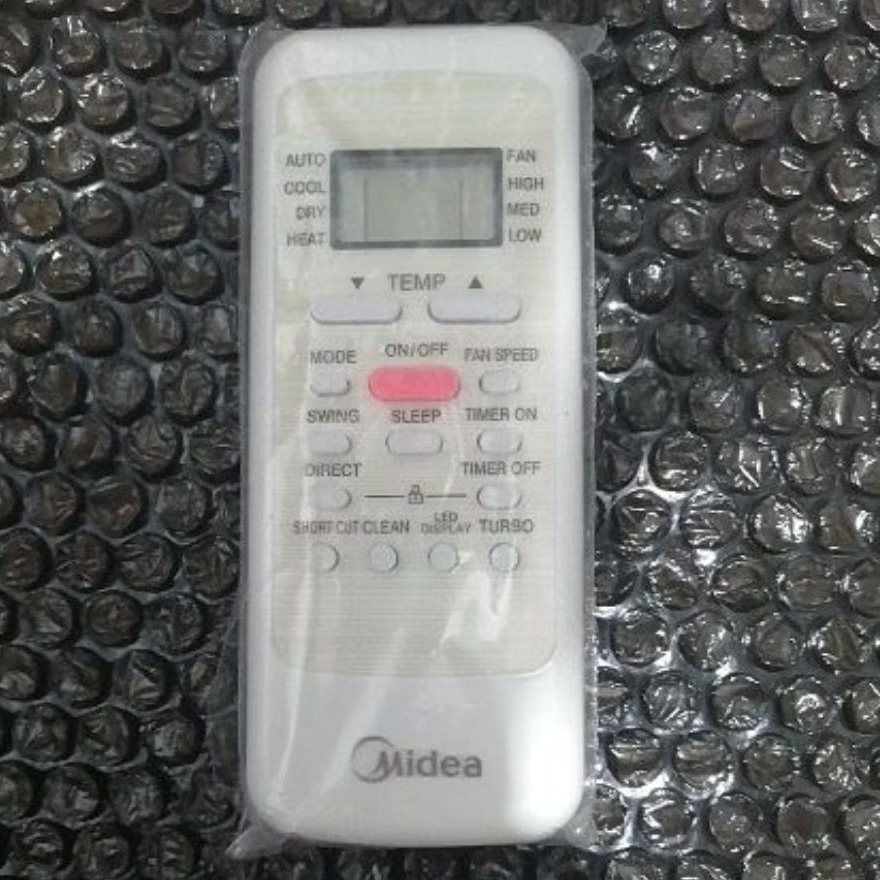 AUTO FAN
COOL HIGH
DRY MED
HEAT LOW
▼ TEMP ▲
MODE ON/OFF FAN SPEED
SWING SLEEP TIMER ON
DIRECT TIMER OFF
SHORT CUT CLEAN LED DISPLAY TURBO
Midea